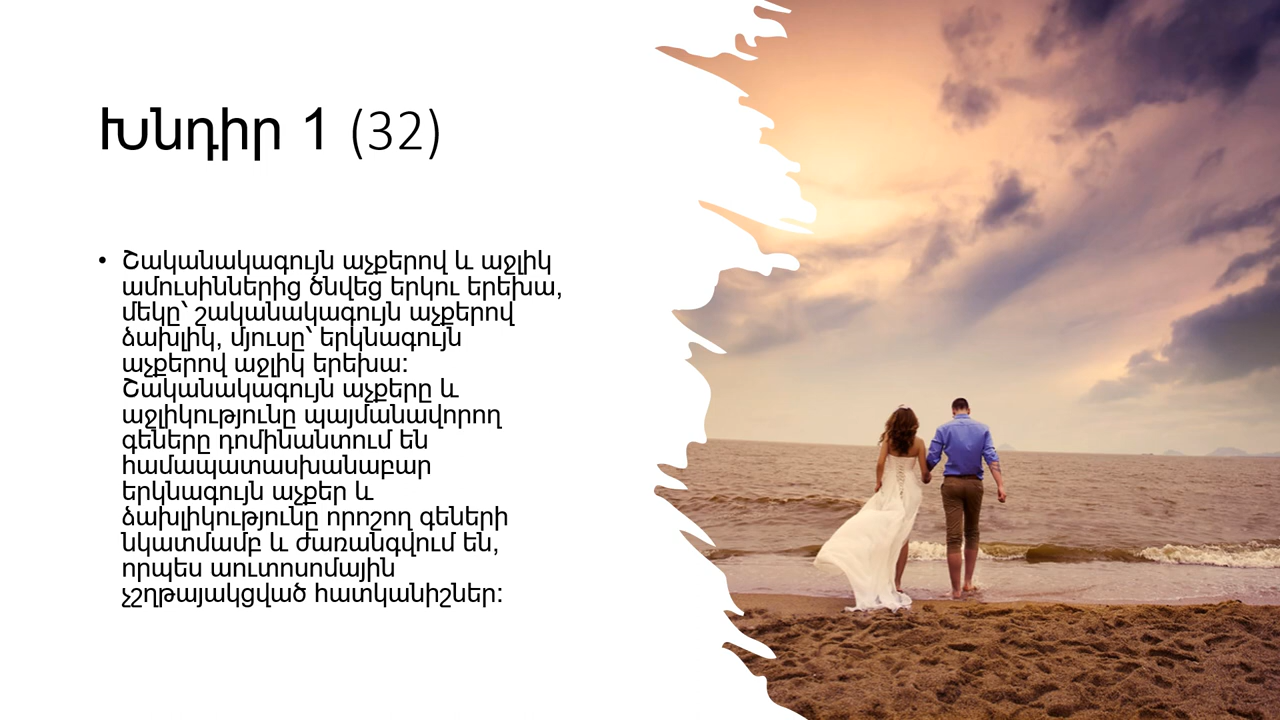 Խնդիր 1 (32)
• Շականակագույն աչքերով և աջլիկ
ամուսիններից ծնվեց երկու երեխա,
մեկը՝ շականակագույն աչքերով
ձախլիկ, մյուսը՝ երկնագույն
աչքերով աջլիկ երեխա:
Շականակագույն աչքերը և
աջլիկությունը պայմանավորող
գեները դոմինանտում են
համապատասխանաբար
երկնագույն աչքեր և
ձախլիկությունը որոշող գեների
նկատմամբ և ժառանգվում են,
որպես աուտոսոմային
չշղթայակցված հատկանիշներ: